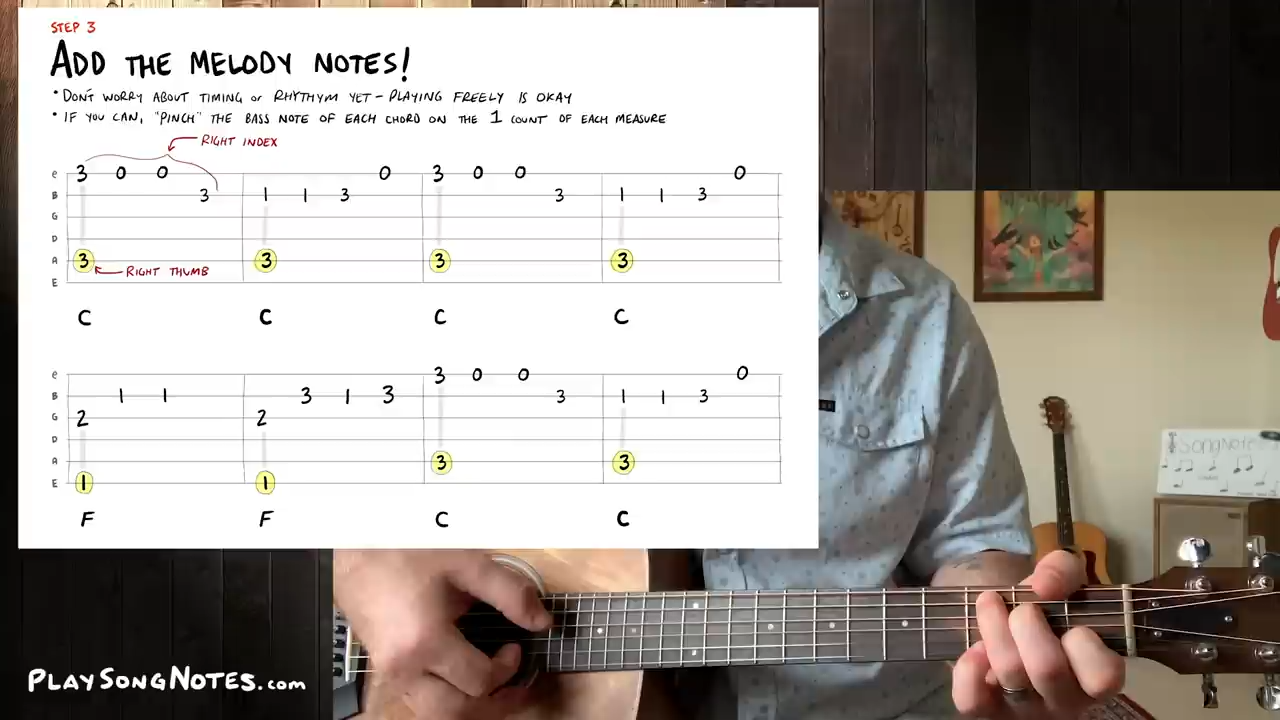 STEP 3
ADD THE MELODY NOTES!
• DON'T WORRY ABOUT TIMING or RHYTHYM YET - PLAYING FREELY IS OKAY
• IF YOU CAN, "PINCH" THE BASS NOTE OF EACH CHORD ON THE 1 COUNT OF EACH MEASURE
RIGHT INDEX
e 3 0 0 0 3 0 0 0
B 3 1 1 3 3 1 1 3
G
D
A 3 3 3 3
RIGHT THUMB
E
C C C C
e 3 0 0 0
B 1 1 3 1 3 3 1 1 3
G 2 2
D
A 3 3
E 1 1
F F C C
SongNote
PLAYSONGNOTES.com